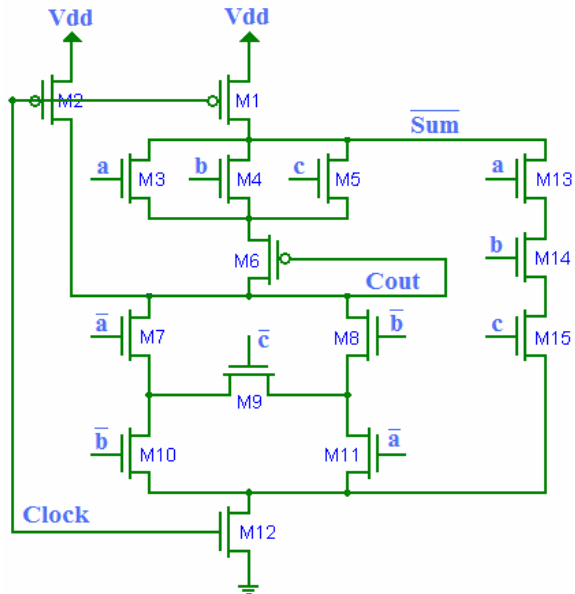 Vdd Vdd
M2 M1
S̅u̅m̅
a b c a
M3 M4 M5 M13
b
M6 M14
Cout
a̅ b̅ c
M7 c̅ M8 M15
M9
b̅ a̅
M10 M11
Clock
M12